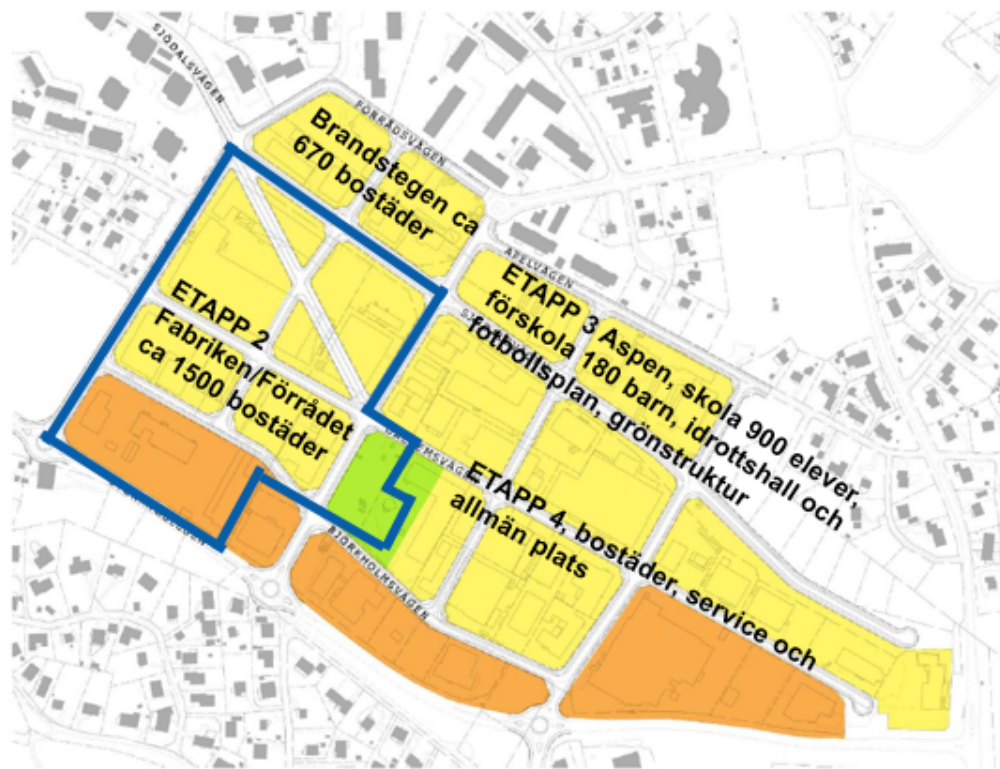 SJÖDALSVÄGEN
FÖRRÅDSVÄGEN
Brandstegen ca
670 bostäder
APELVÄGEN
ETAPP 2
Fabriken/Förrådet
ca 1500 bostäder
ETAPP 3 Aspen, skola 900 elever,
förskola 180 barn, idrottshall och
fotbollsplan, grönstruktur
ETAPP 4, bostäder, service och
allmän plats
BJÖRKHOLMSVÄGEN